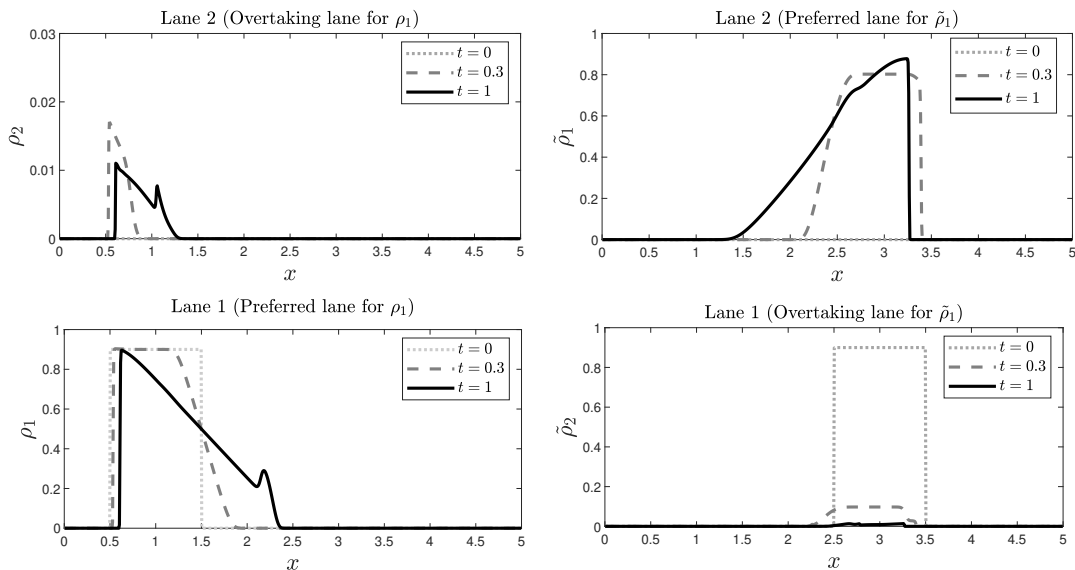 Lane 2 (Overtaking lane for ρ₁)
0.03
0.02
0.01
0
ρ₂
t = 0
t = 0.3
t = 1
0 0.5 1 1.5 2 2.5 3 3.5 4 4.5 5
x
Lane 2 (Preferred lane for ρ̃₁)
1
0.8
0.6
0.4
0.2
0
ρ̃₁
t = 0
t = 0.3
t = 1
0 0.5 1 1.5 2 2.5 3 3.5 4 4.5 5
x
Lane 1 (Preferred lane for ρ₁)
1
0.8
0.6
0.4
0.2
0
ρ₁
t = 0
t = 0.3
t = 1
0 0.5 1 1.5 2 2.5 3 3.5 4 4.5 5
x
Lane 1 (Overtaking lane for ρ̃₁)
1
0.8
0.6
0.4
0.2
0
ρ̃₂
t = 0
t = 0.3
t = 1
0 0.5 1 1.5 2 2.5 3 3.5 4 4.5 5
x